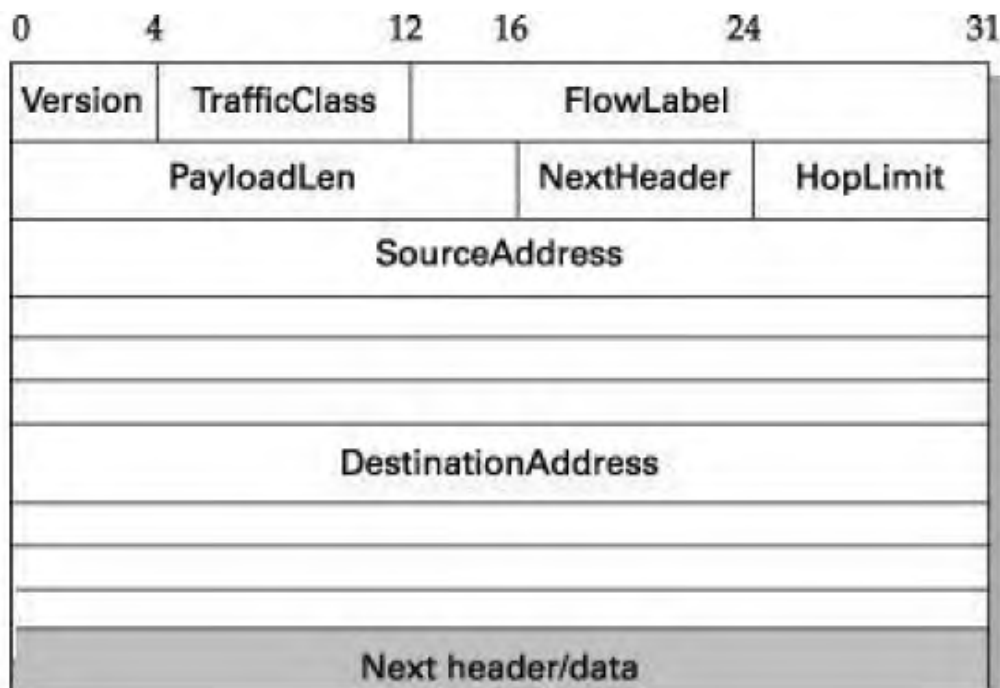 0 4 12 16 24 31
Version TrafficClass FlowLabel
PayloadLen NextHeader HopLimit
SourceAddress
DestinationAddress
Next header/data